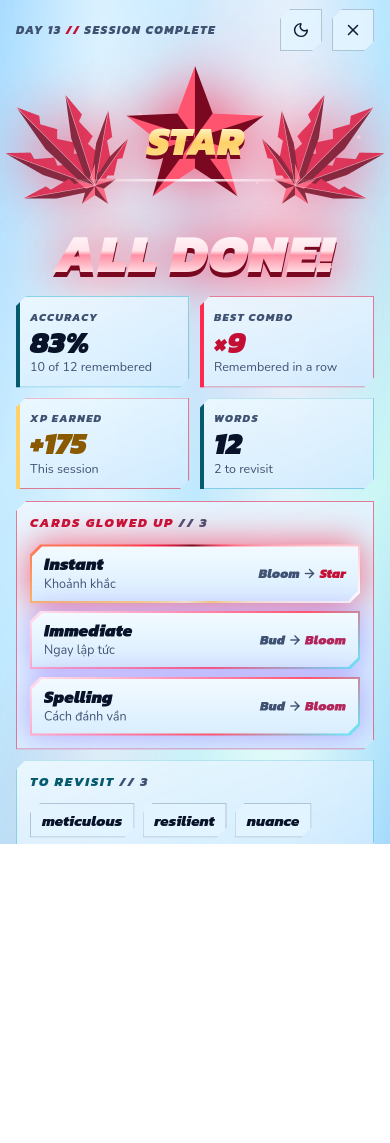 DAY 13 // SESSION COMPLETE
STAR
ALL DONE!
ACCURACY
83%
10 of 12 remembered
BEST COMBO
×9
Remembered in a row
XP EARNED
+175
This session
WORDS
12
2 to revisit
CARDS GLOWED UP // 3
Instant
Khoảnh khắc
Bloom → Star
Immediate
Ngay lập tức
Bud → Bloom
Spelling
Cách đánh vần
Bud → Bloom
TO REVISIT // 3
meticulous
resilient
nuance